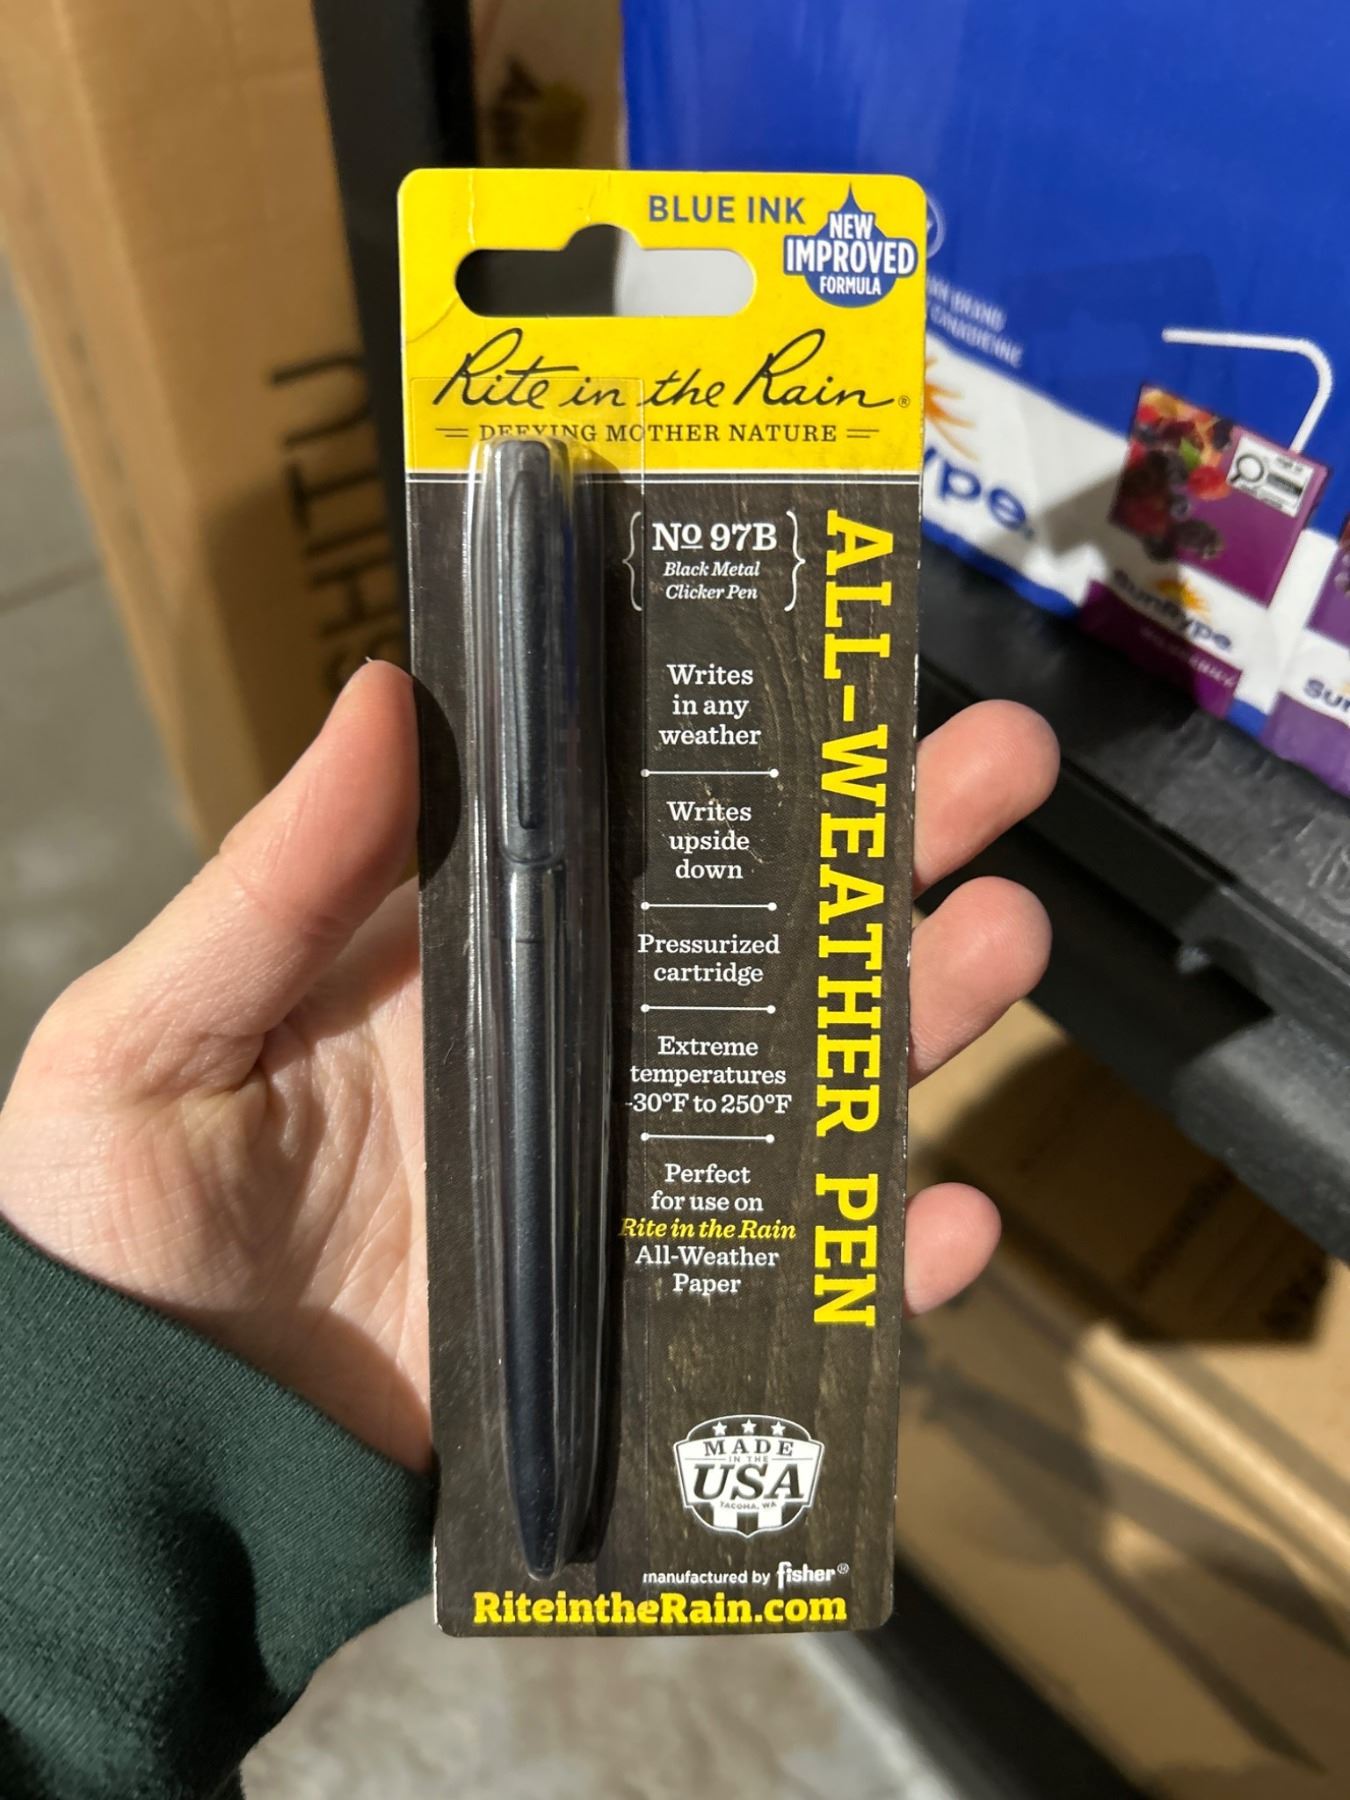 BLUE INK
NEW
IMPROVED
FORMULA
Rite in the Rain®
DEFYING MOTHER NATURE
No 97B
Black Metal
Clicker Pen
ALL-WEATHER PEN
Writes
in any
weather
Writes
upside
down
Pressurized
cartridge
Extreme
temperatures
-30°F to 250°F
Perfect
for use on
Rite in the Rain
All-Weather
Paper
MADE
IN THE
USA
TACOMA, WA
manufactured by fisher®
RiteintheRain.com
SunRype